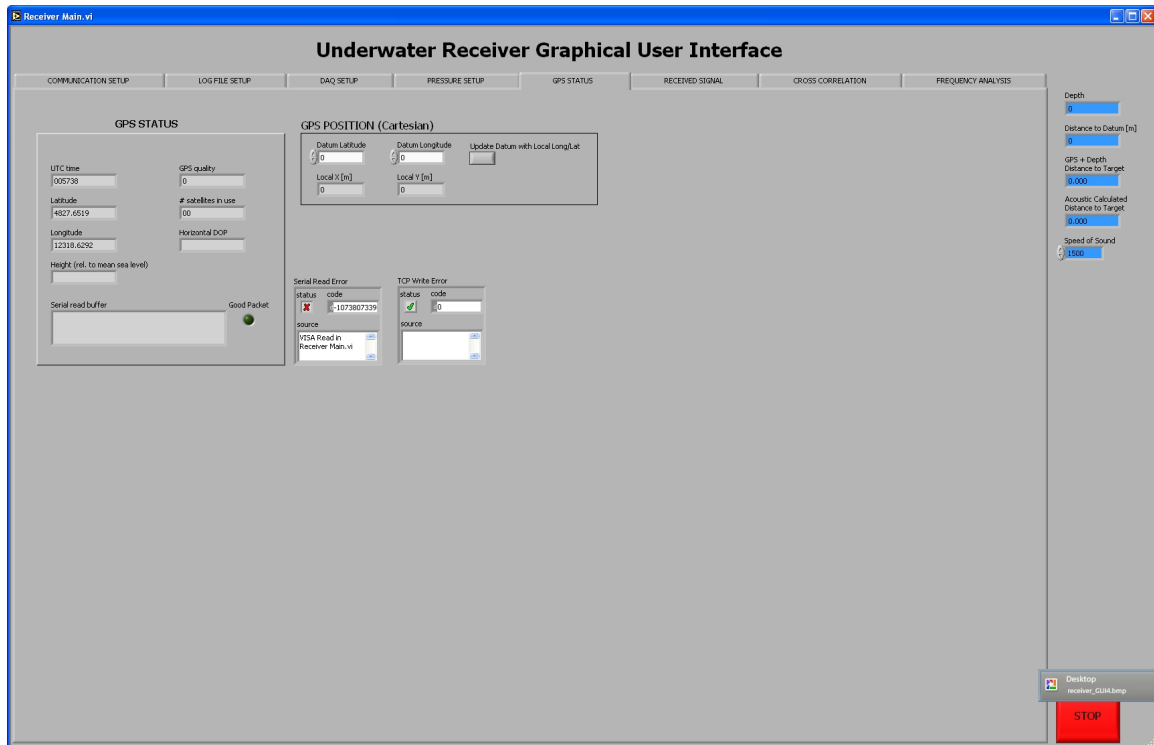 Receiver Main.vi
Underwater Receiver Graphical User Interface
COMMUNICATION SETUP
LOG FILE SETUP
DAQ SETUP
PRESSURE SETUP
GPS STATUS
RECEIVED SIGNAL
CROSS CORRELATION
FREQUENCY ANALYSIS
GPS STATUS
UTC time
005738
GPS quality
0
Latitude
4827.6519
# satellites in use
00
Longitude
12318.6292
Horizontal DOP
Height (rel. to mean sea level)
Serial read buffer
Good Packet
GPS POSITION (Cartesian)
Datum Latitude
0
Datum Longitude
0
Update Datum with Local Long/Lat
Local X [m]
0
Local Y [m]
0
Serial Read Error
status code
-1073807339
source
VISA Read in
Receiver Main.vi
TCP Write Error
status code
0
source
Depth
0
Distance to Datum [m]
0
GPS + Depth
Distance to Target
0.000
Acoustic Calculated
Distance to Target
0.000
Speed of Sound
1500
Desktop
receiver_GUI4.bmp
STOP